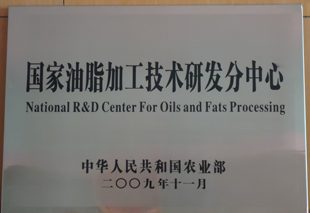 国家油脂加工技术研发分中心
National R&D Center For Oils and Fats Processing
中华人民共和国农业部
二〇〇九年十一月